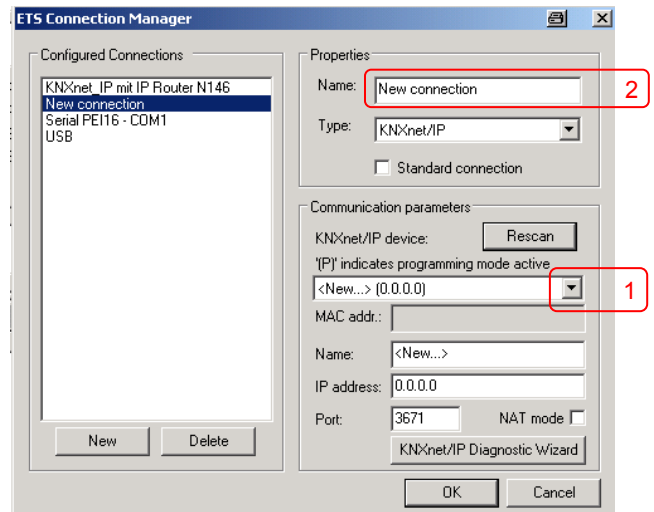 ETS Connection Manager
Configured Connections
KNXnet_IP mit IP Router N146
New connection
Serial PEI16 - COM1
USB
New
Delete
Properties
Name:
New connection
2
Type:
KNXnet/IP
Standard connection
Communication parameters
KNXnet/IP device:
Rescan
'(P)' indicates programming mode active
<New...> (0.0.0.0)
1
MAC addr.:
Name:
<New...>
IP address:
0.0.0.0
Port:
3671
NAT mode
KNXnet/IP Diagnostic Wizard
OK
Cancel